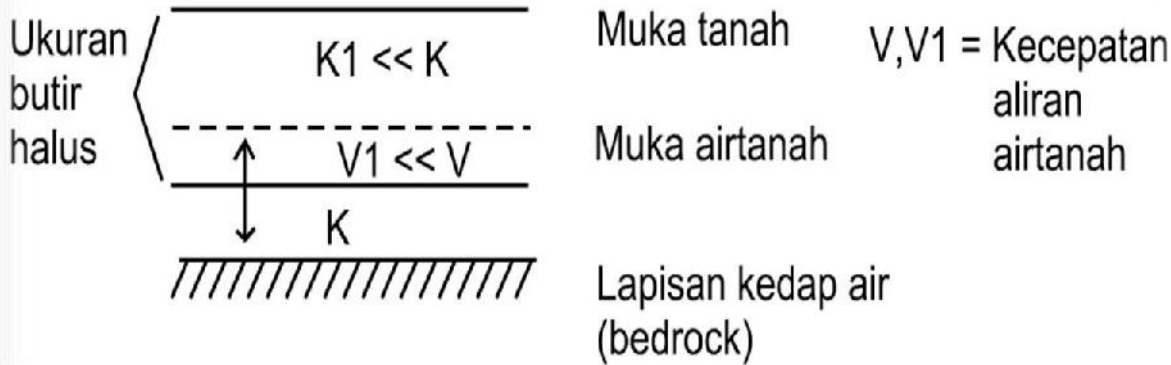 Ukuran
butir
halus
K1 << K
V1 << V
K
Muka tanah
Muka airtanah
Lapisan kedap air
(bedrock)
V,V1 = Kecepatan
aliran
airtanah